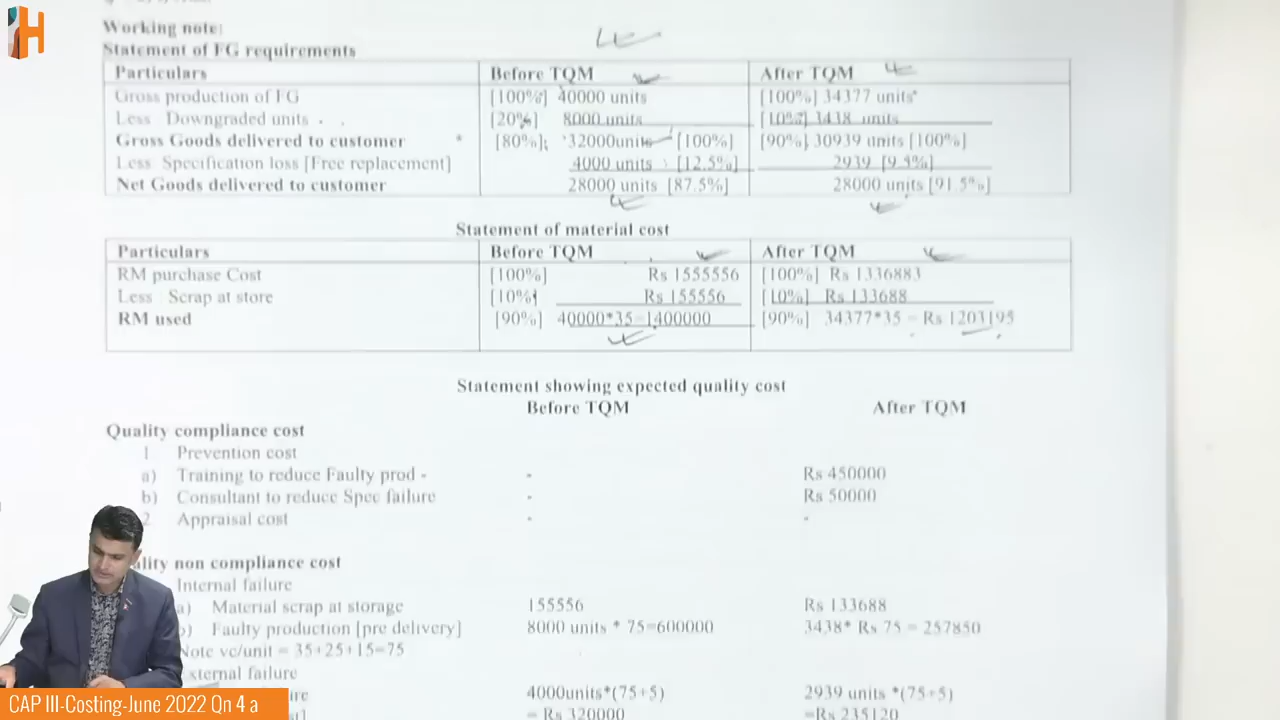 H
Working note:
Statement of FG requirements
Particulars Before TQM After TQM
Gross production of FG [100%] 40000 units [100%] 34377 units
Less Downgraded units [20%] 8000 units [10%] 3438 units
Gross Goods delivered to customer [80%] 32000units [100%] [90%] 30939 units [100%]
Less Specification loss [Free replacement] 4000 units [12.5%] 2939
Net Goods delivered to customer 28000 units [87.5%] 28000 units [91.5%]
Statement of material cost
Particulars Before TQM After TQM
RM purchase Cost [100%] Rs 1555556 [100%] Rs 1336883
Less Scrap at store [10%] Rs 155556 [10%] Rs 133688
RM used [90%] 40000*35=1400000 [90%] 34377*35 = Rs 1203195
Statement showing expected quality cost
Before TQM After TQM
Quality compliance cost
1 Prevention cost
a) Training to reduce Faulty prod - - Rs 450000
b) Consultant to reduce Spec failure - Rs 50000
2 Appraisal cost - -
ality non compliance cost
Internal failure
a) Material scrap at storage 155556 Rs 133688
b) Faulty production [pre delivery] 8000 units * 75=600000 3438* Rs 75 = 257850
Note vc/unit = 35+25+15=75
xternal failure
ure 4000units*(75+5) 2939 units *(75+5)
= Rs 320000 =Rs 235120
CAP III-Costing-June 2022 Qn 4 a